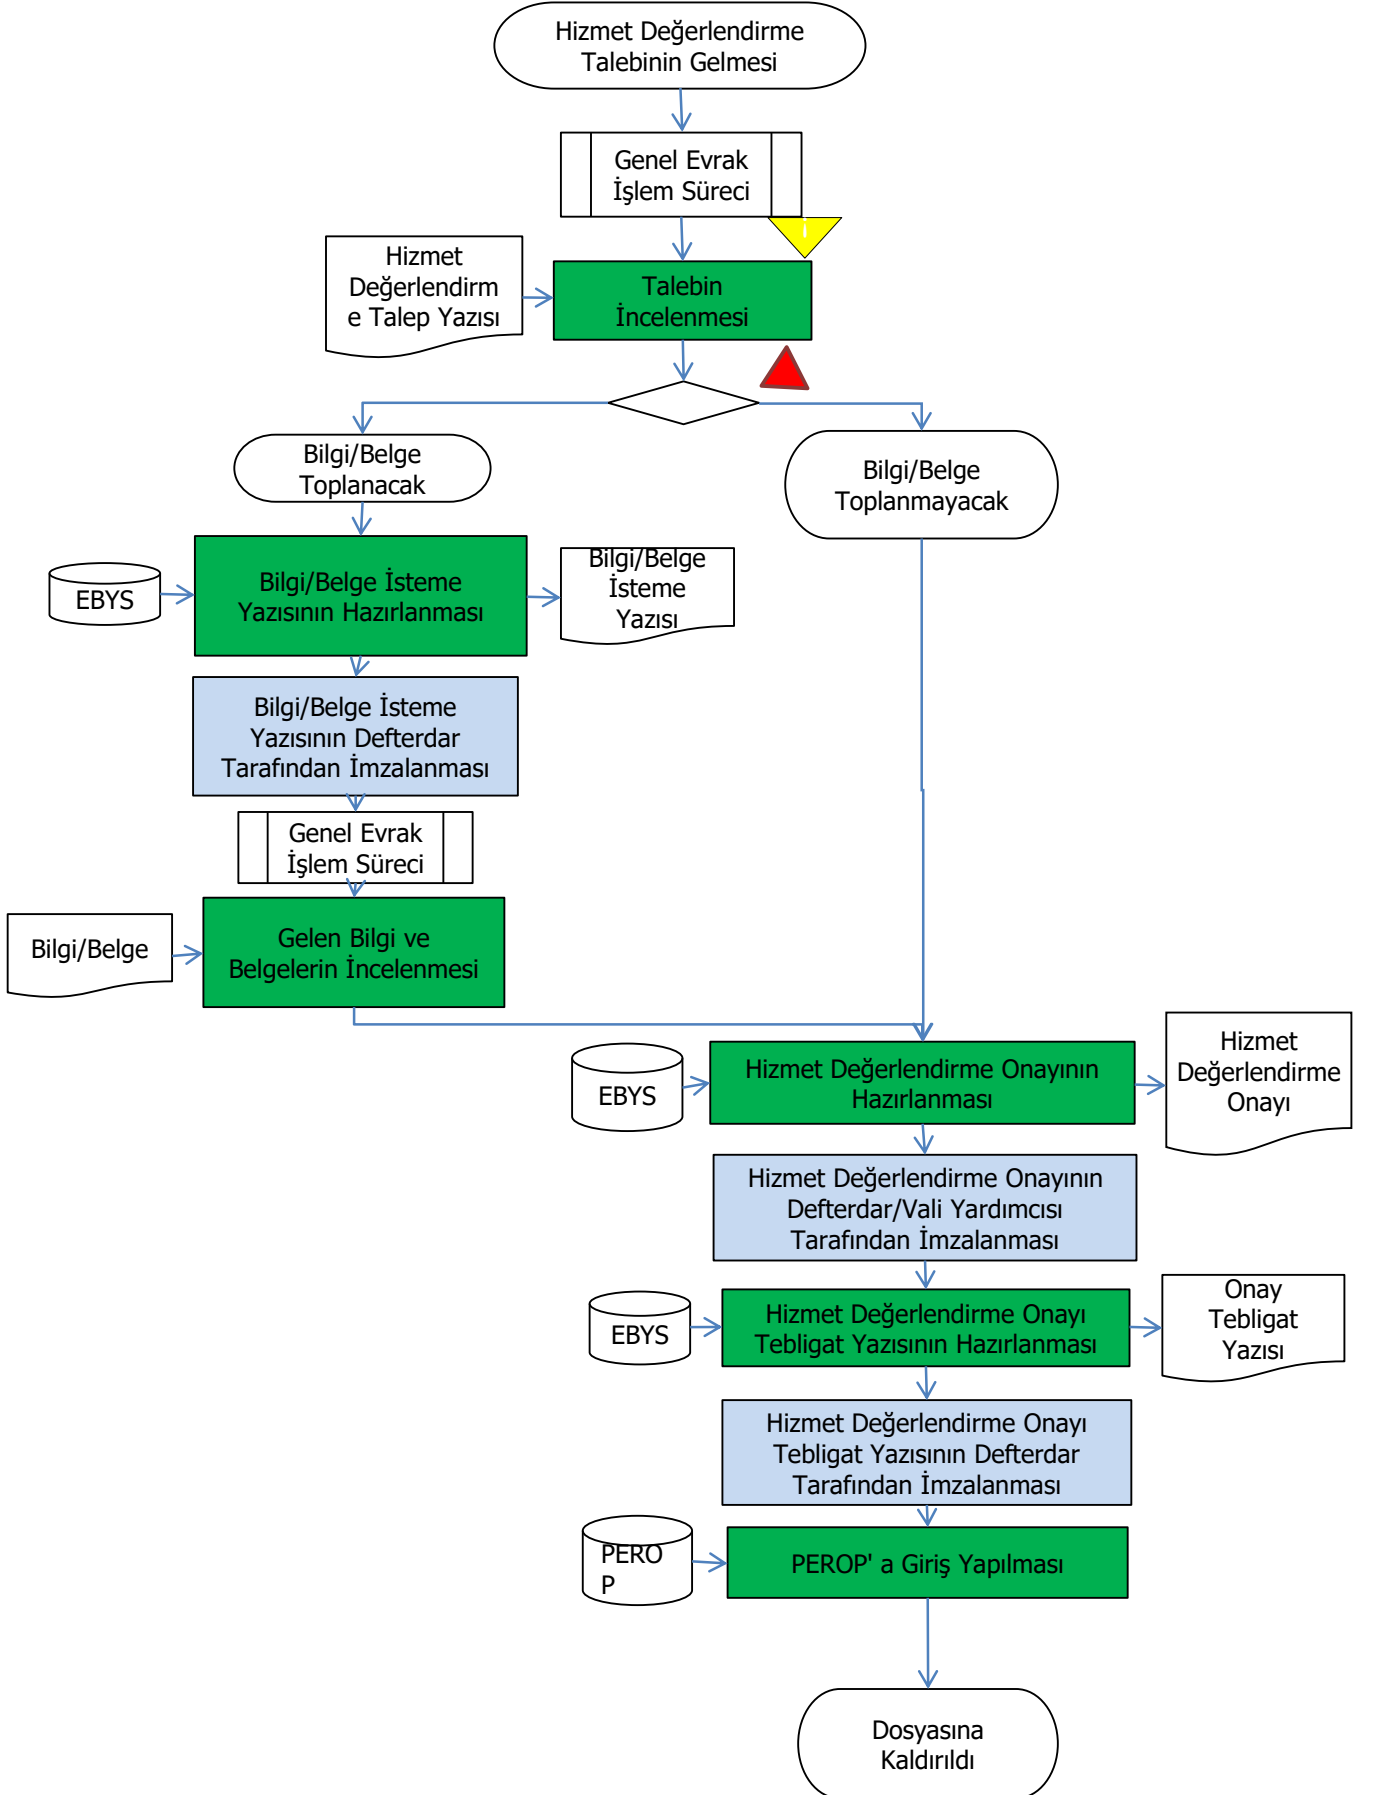 Hizmet Değerlendirme
Talebinin Gelmesi
Genel Evrak
İşlem Süreci
Hizmet
Değerlendirm
e Talep Yazısı
Talebin
İncelenmesi
Bilgi/Belge
Toplanacak
Bilgi/Belge
Toplanmayacak
EBYS
Bilgi/Belge İsteme
Yazısının Hazırlanması
Bilgi/Belge
İsteme
Yazısı
Bilgi/Belge İsteme
Yazısının Defterdar
Tarafından İmzalanması
Genel Evrak
İşlem Süreci
Bilgi/Belge
Gelen Bilgi ve
Belgelerin İncelenmesi
EBYS
Hizmet Değerlendirme Onayının
Hazırlanması
Hizmet
Değerlendirme
Onayı
Hizmet Değerlendirme Onayının
Defterdar/Vali Yardımcısı
Tarafından İmzalanması
EBYS
Hizmet Değerlendirme Onayı
Tebligat Yazısının Hazırlanması
Onay
Tebligat
Yazısı
Hizmet Değerlendirme Onayı
Tebligat Yazısının Defterdar
Tarafından İmzalanması
PERO
P
PEROP' a Giriş Yapılması
Dosyasına
Kaldırıldı